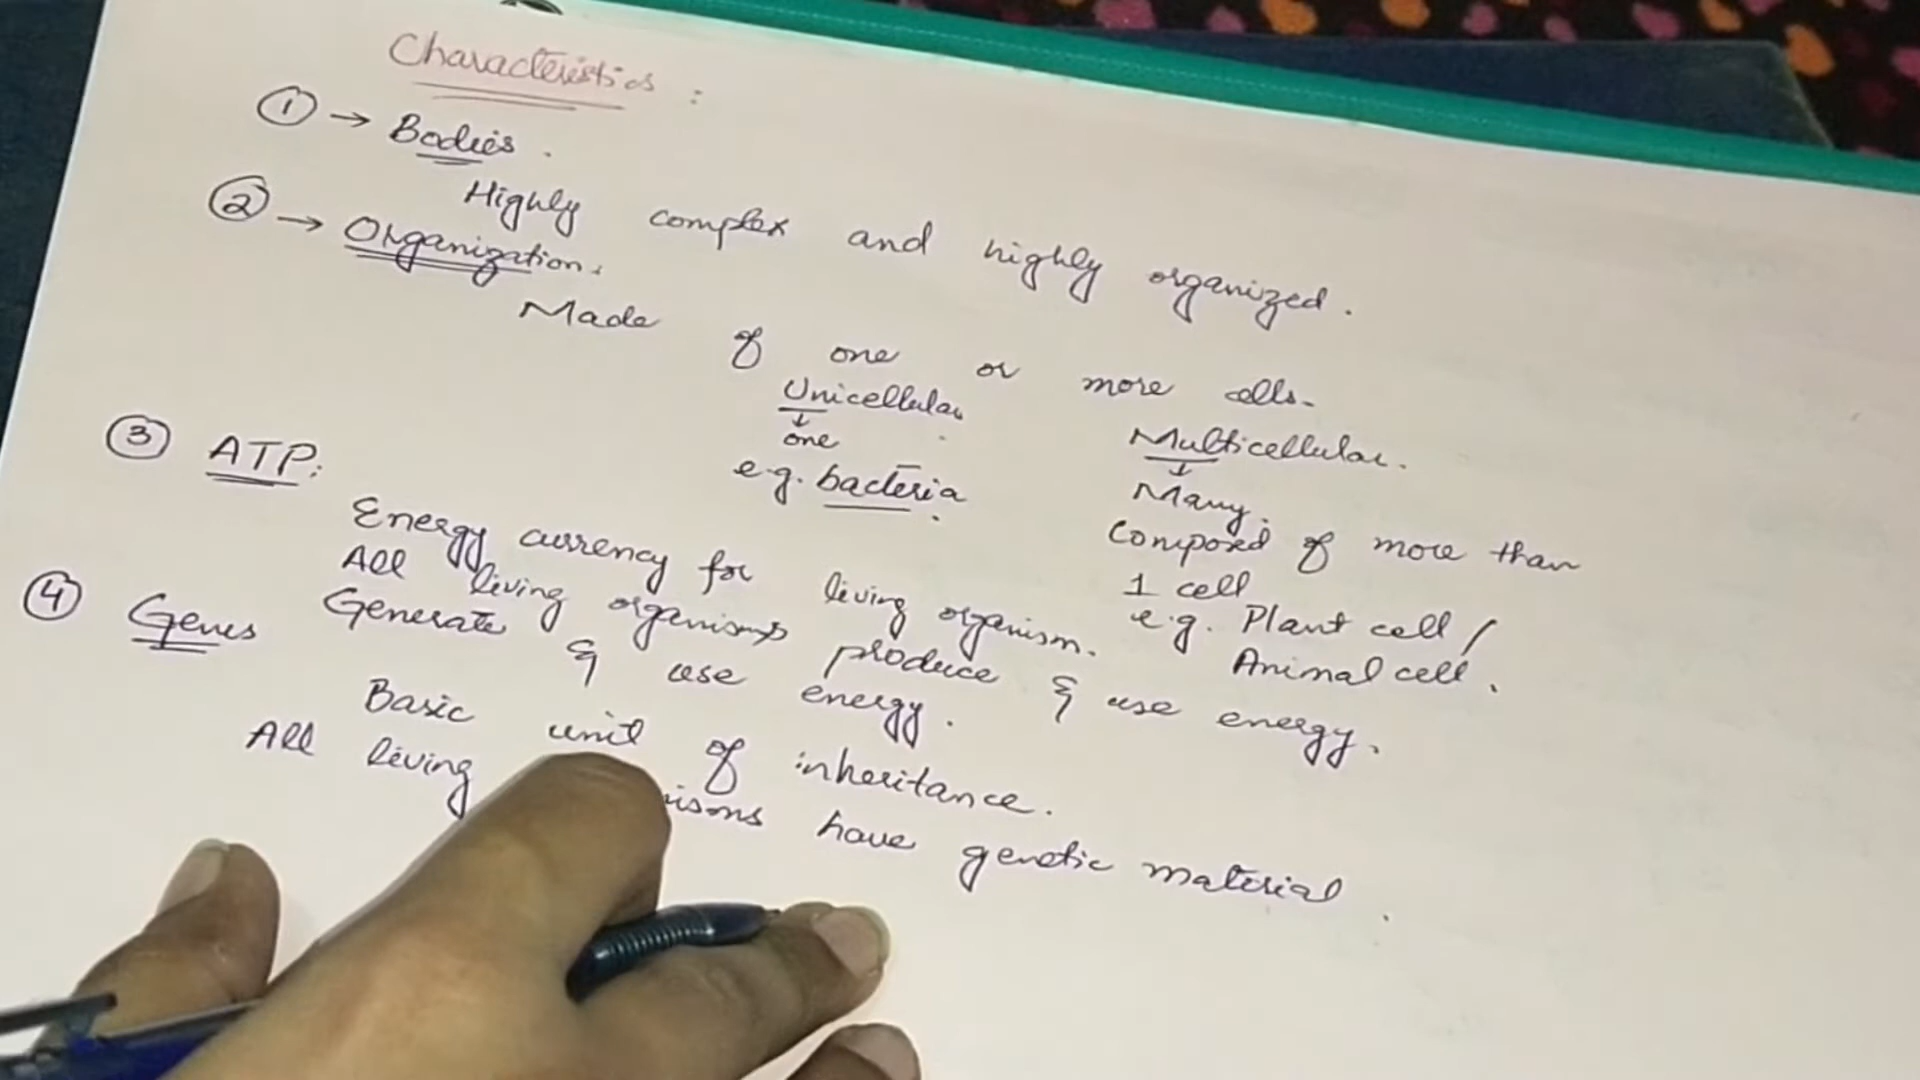 Characteristics :
① → Bodies.
Highly complex and highly organized.
② → Organization.
Made of one or more cells.
Unicellular
↓
one
e.g. bacteria.
Multicellular.
↓
Many.
Composed of more than
1 cell
e.g. Plant cell /
Animal cell.
③ ATP:
Energy currency for living organism.
All living organisms produce & use energy.
Generate & use energy.
④ Genes
Basic unit of inheritance.
All living have genetic material.